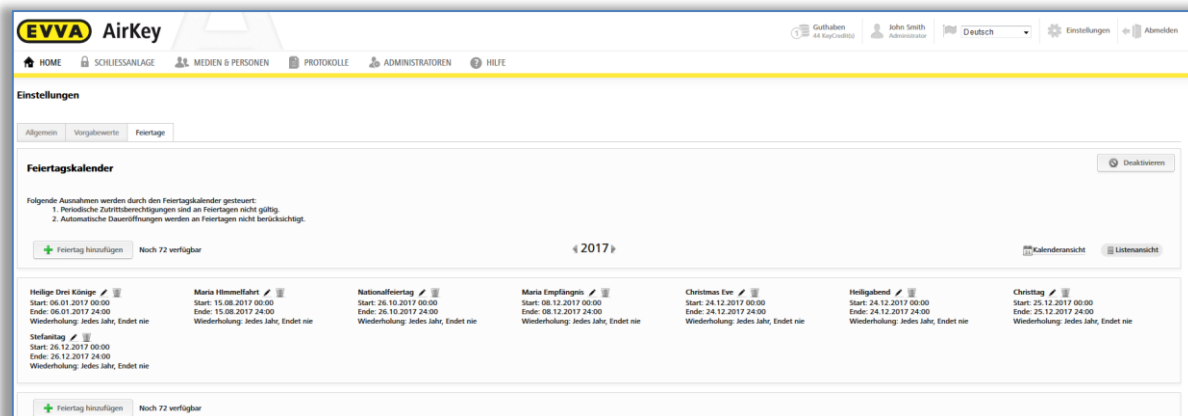 EVVA AirKey
Guthaben
44 KeyCredit(s)
John Smith
Administrator
Deutsch
Einstellungen
Abmelden
HOME SCHLIESSANLAGE MEDIEN & PERSONEN PROTOKOLLE ADMINISTRATOREN HILFE
Einstellungen
Allgemein Vorgabewerte Feiertage
Feiertagskalender
Deaktivieren
Folgende Ausnahmen werden durch den Feiertagskalender gesteuert:
1. Periodische Zutrittsberechtigungen sind an Feiertagen nicht gültig.
2. Automatische Daueröffnungen werden an Feiertagen nicht berücksichtigt.
Feiertag hinzufügen Noch 72 verfügbar 2017 Kalenderansicht Listenansicht
Heilige Drei Könige
Start: 06.01.2017 00:00
Ende: 06.01.2017 24:00
Wiederholung: Jedes Jahr, Endet nie
Maria HImmelfahrt
Start: 15.08.2017 00:00
Ende: 15.08.2017 24:00
Wiederholung: Jedes Jahr, Endet nie
Nationalfeiertag
Start: 26.10.2017 00:00
Ende: 26.10.2017 24:00
Wiederholung: Jedes Jahr, Endet nie
Maria Empfängnis
Start: 08.12.2017 00:00
Ende: 08.12.2017 24:00
Wiederholung: Jedes Jahr, Endet nie
Christmas Eve
Start: 24.12.2017 00:00
Ende: 24.12.2017 24:00
Wiederholung: Jedes Jahr, Endet nie
Heiligabend
Start: 24.12.2017 00:00
Ende: 24.12.2017 24:00
Wiederholung: Jedes Jahr, Endet nie
Christtag
Start: 25.12.2017 00:00
Ende: 25.12.2017 24:00
Wiederholung: Jedes Jahr, Endet nie
Stefanitag
Start: 26.12.2017 00:00
Ende: 26.12.2017 24:00
Wiederholung: Jedes Jahr, Endet nie
Feiertag hinzufügen Noch 72 verfügbar